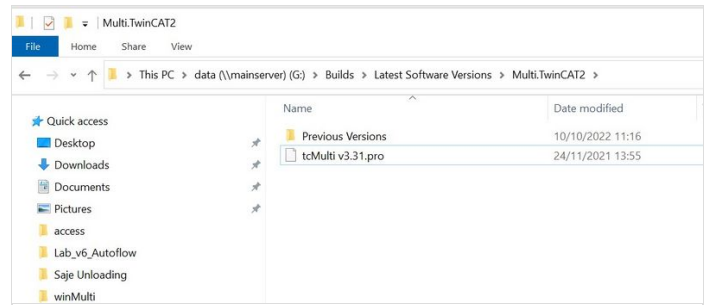 Multi.TwinCAT2
File Home Share View
This PC > data (\\mainserver) (G:) > Builds > Latest Software Versions > Multi.TwinCAT2 >
Name Date modified
Quick access
Desktop
Previous Versions 10/10/2022 11:16
tcMulti v3.31.pro 24/11/2021 13:55
Downloads
Documents
Pictures
access
Lab_v6_Autoflow
Saje Unloading
winMulti